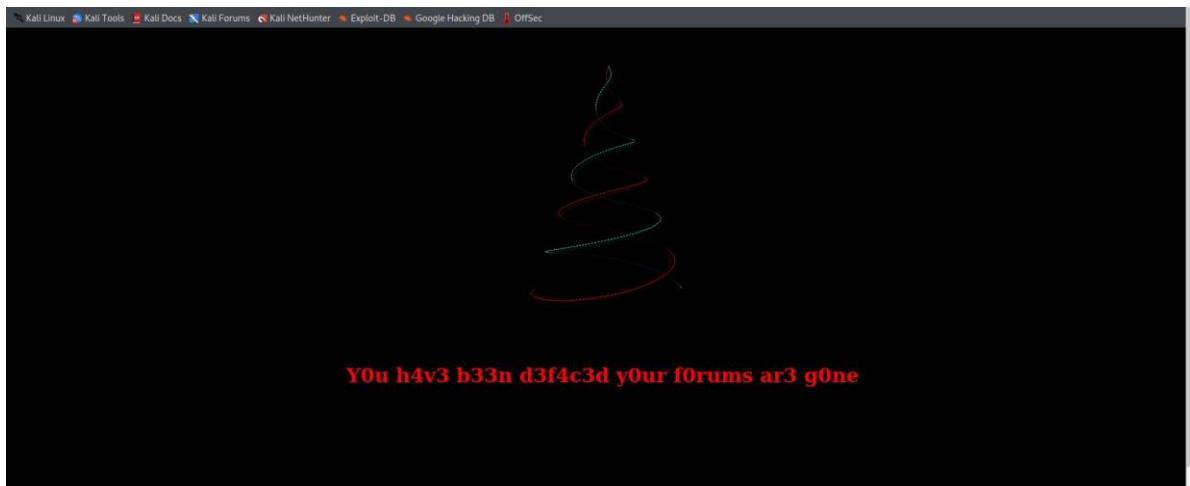 Kali Linux Kali Tools Kali Docs Kali Forums Kali NetHunter Exploit-DB Google Hacking DB OffSec
Y0u h4v3 b33n d3f4c3d y0ur f0rums ar3 g0ne